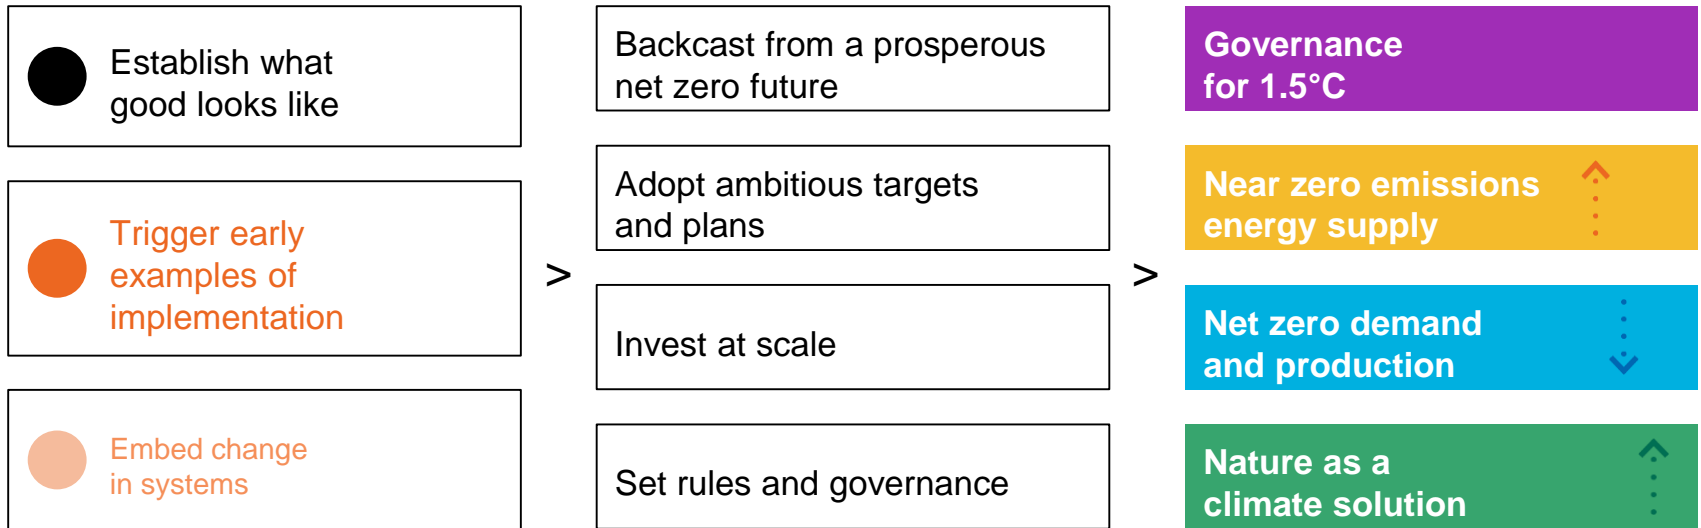 Establish what
good looks like
Trigger early
examples of
implementation
Embed change
in systems
>
Backcast from a prosperous
net zero future
Adopt ambitious targets
and plans
Invest at scale
Set rules and governance
>
Governance
for 1.5°C
Near zero emissions
energy supply
Net zero demand
and production
Nature as a
climate solution